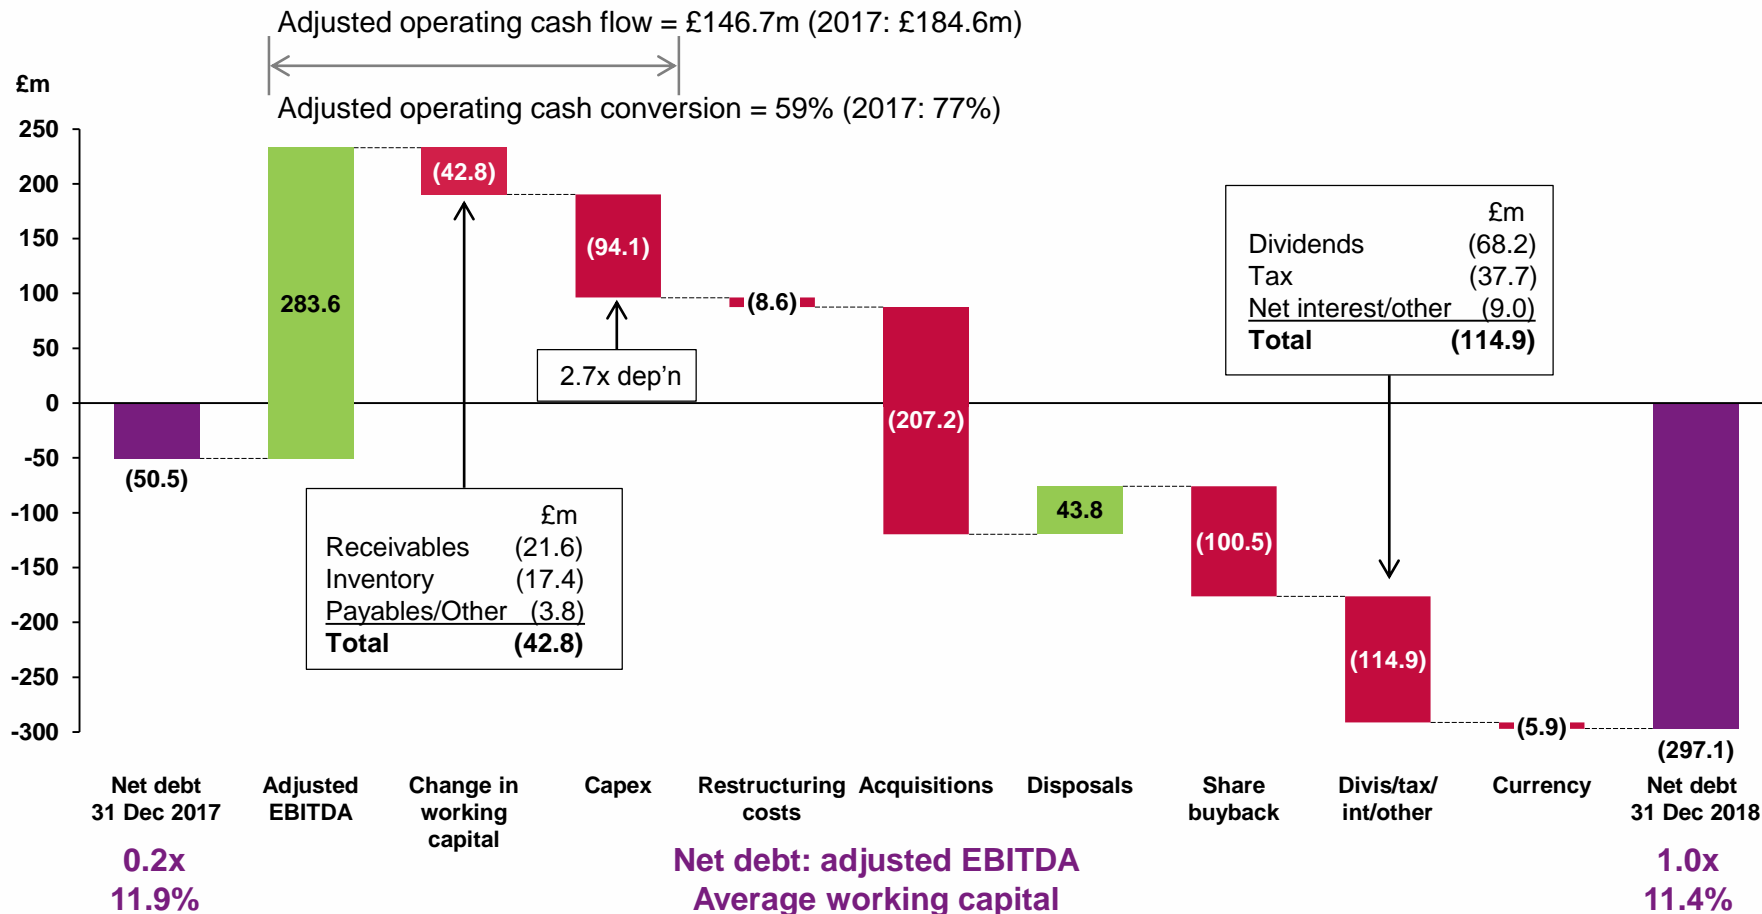 Adjusted operating cash flow = £146.7m (2017: £184.6m)
Adjusted operating cash conversion = 59% (2017: 77%)
£m
250
200
150
100
50
0
-50
-100
-150
-200
-250
-300
(50.5)
283.6
(42.8)
(94.1)
(8.6)
(207.2)
43.8
(100.5)
(114.9)
(5.9)
(297.1)
2.7x dep’n
£m
Receivables (21.6)
Inventory (17.4)
Payables/Other (3.8)
Total (42.8)
£m
Dividends (68.2)
Tax (37.7)
Net interest/other (9.0)
Total (114.9)
Net debt
31 Dec 2017
Adjusted
EBITDA
Change in
working
capital
Capex
Restructuring
costs
Acquisitions
Disposals
Share
buyback
Divis/tax/
int/other
Currency
Net debt
31 Dec 2018
0.2x Net debt: adjusted EBITDA 1.0x
11.9% Average working capital 11.4%